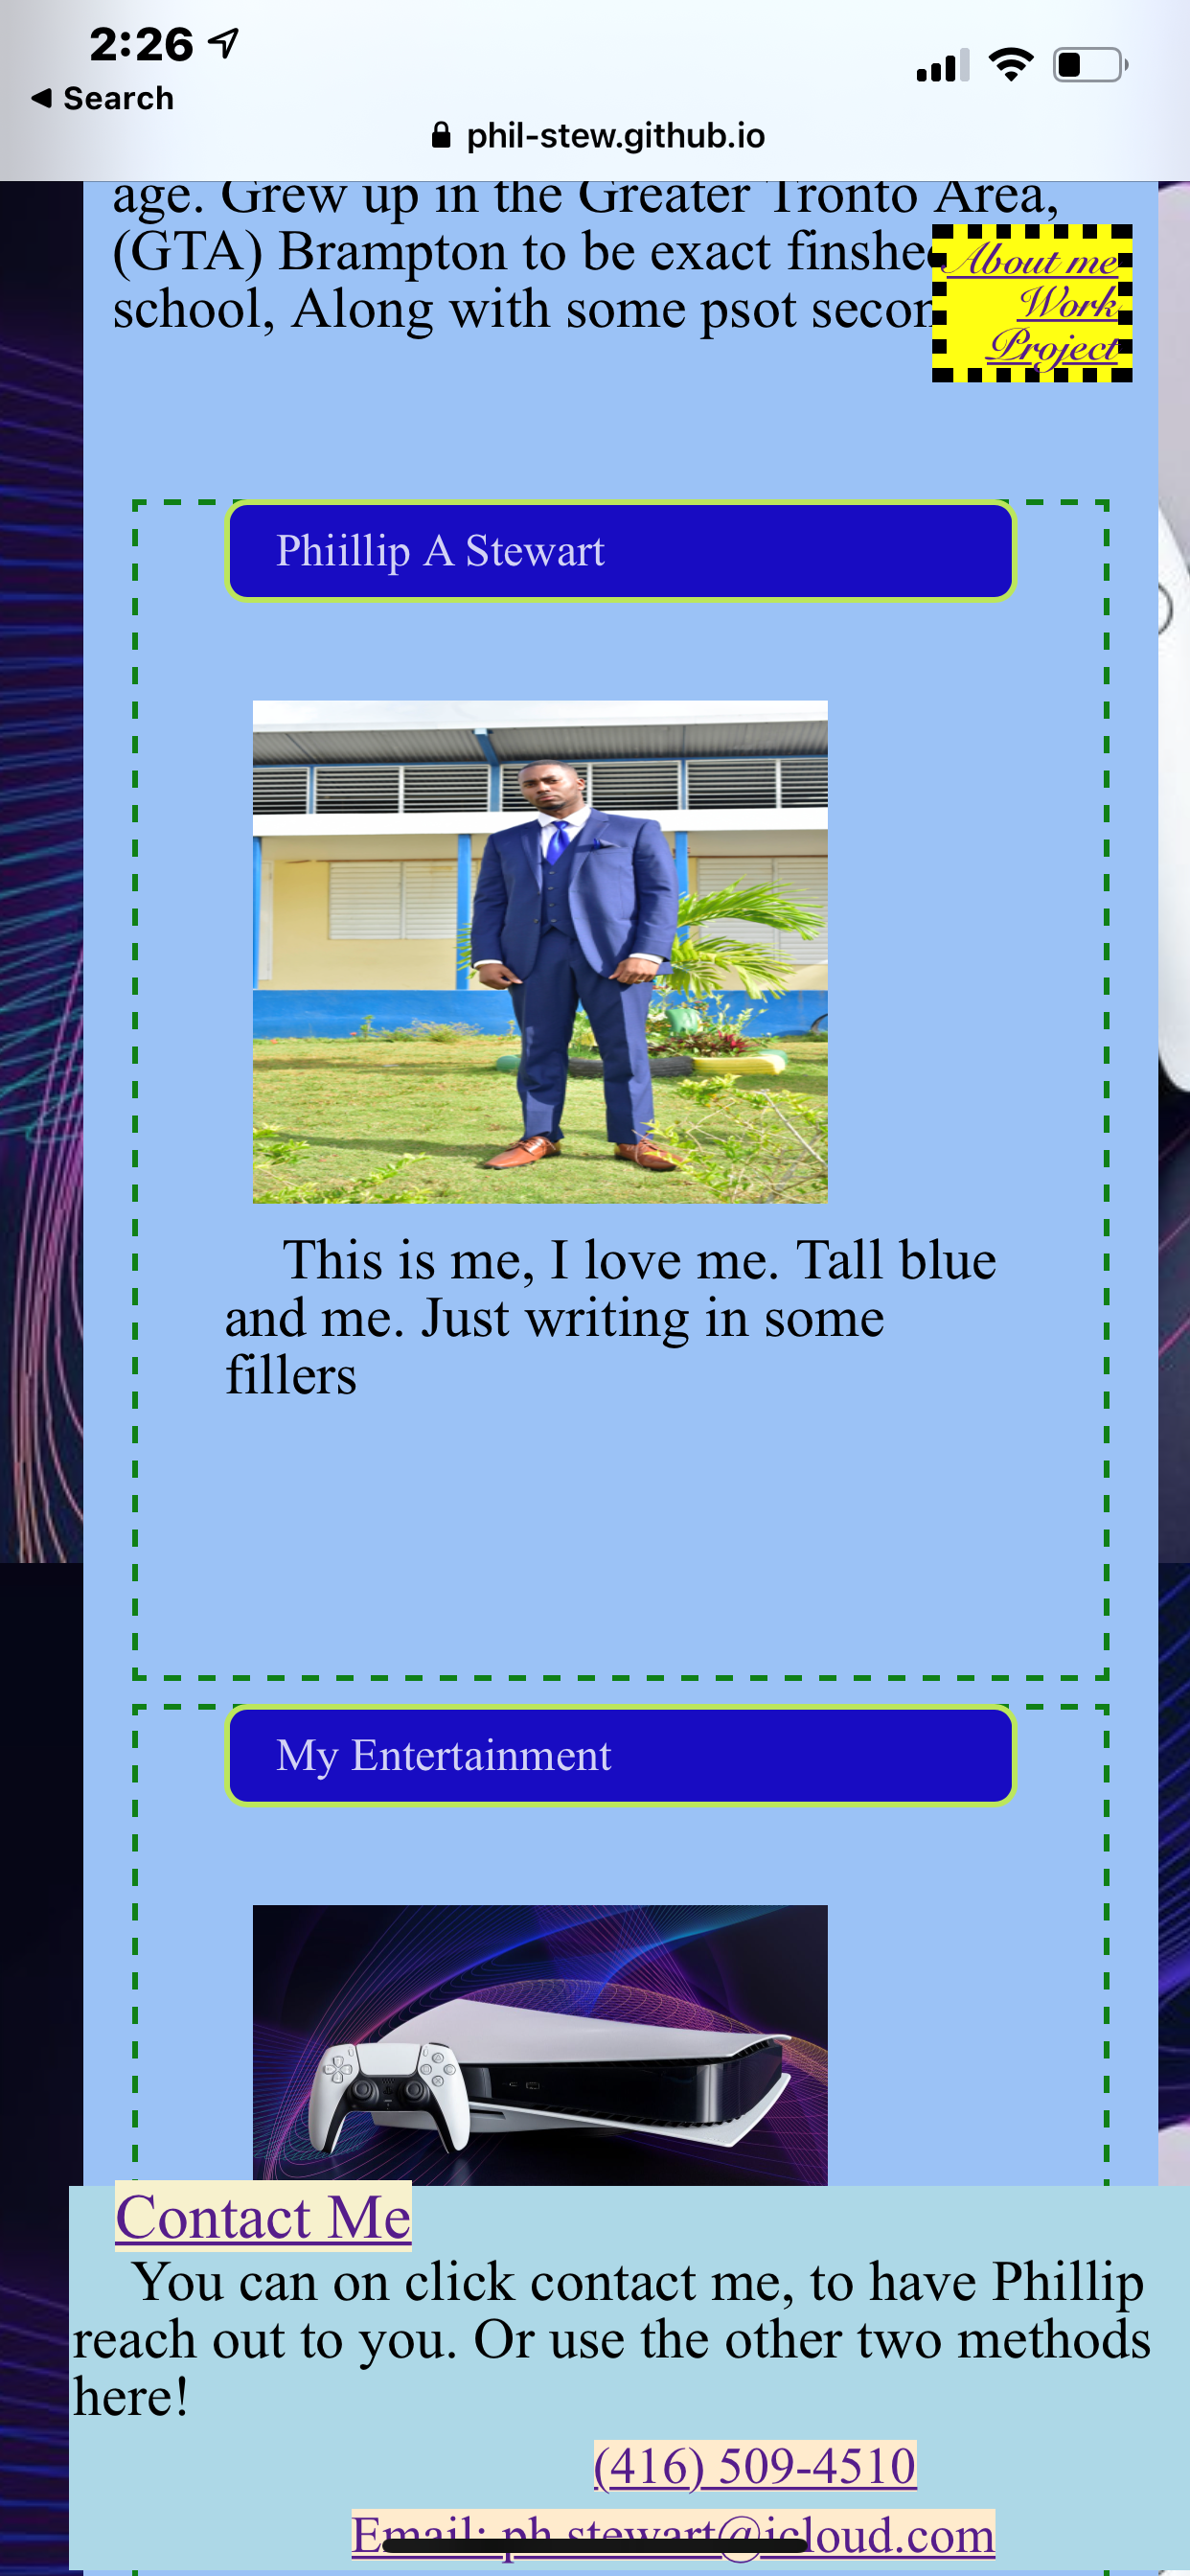 2:26
Search
phil-stew.github.io
age. Grew up in the Greater Tronto Area,
(GTA) Brampton to be exact finshe
school, Along with some psot secon
About me
Work
Project
Phiillip A Stewart
This is me, I love me. Tall blue
and me. Just writing in some
fillers
My Entertainment
Contact Me
You can on click contact me, to have Phillip
reach out to you. Or use the other two methods
here!
(416) 509-4510
Email: ph.stewart@icloud.com